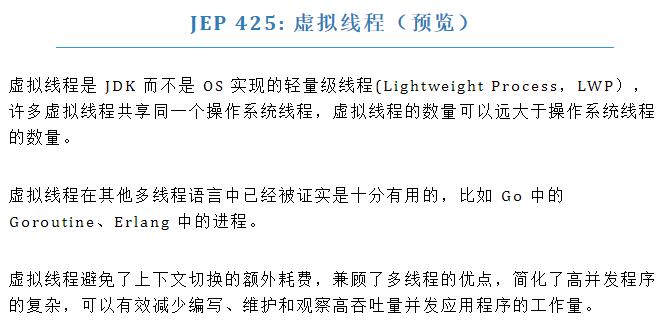 JEP 425: 虚拟线程（预览）
虚拟线程是 JDK 而不是 OS 实现的轻量级线程(Lightweight Process，LWP），
许多虚拟线程共享同一个操作系统线程，虚拟线程的数量可以远大于操作系统线程
的数量。
虚拟线程在其他多线程语言中已经被证实是十分有用的，比如 Go 中的
Goroutine、Erlang 中的进程。
虚拟线程避免了上下文切换的额外耗费，兼顾了多线程的优点，简化了高并发程序
的复杂，可以有效减少编写、维护和观察高吞吐量并发应用程序的工作量。